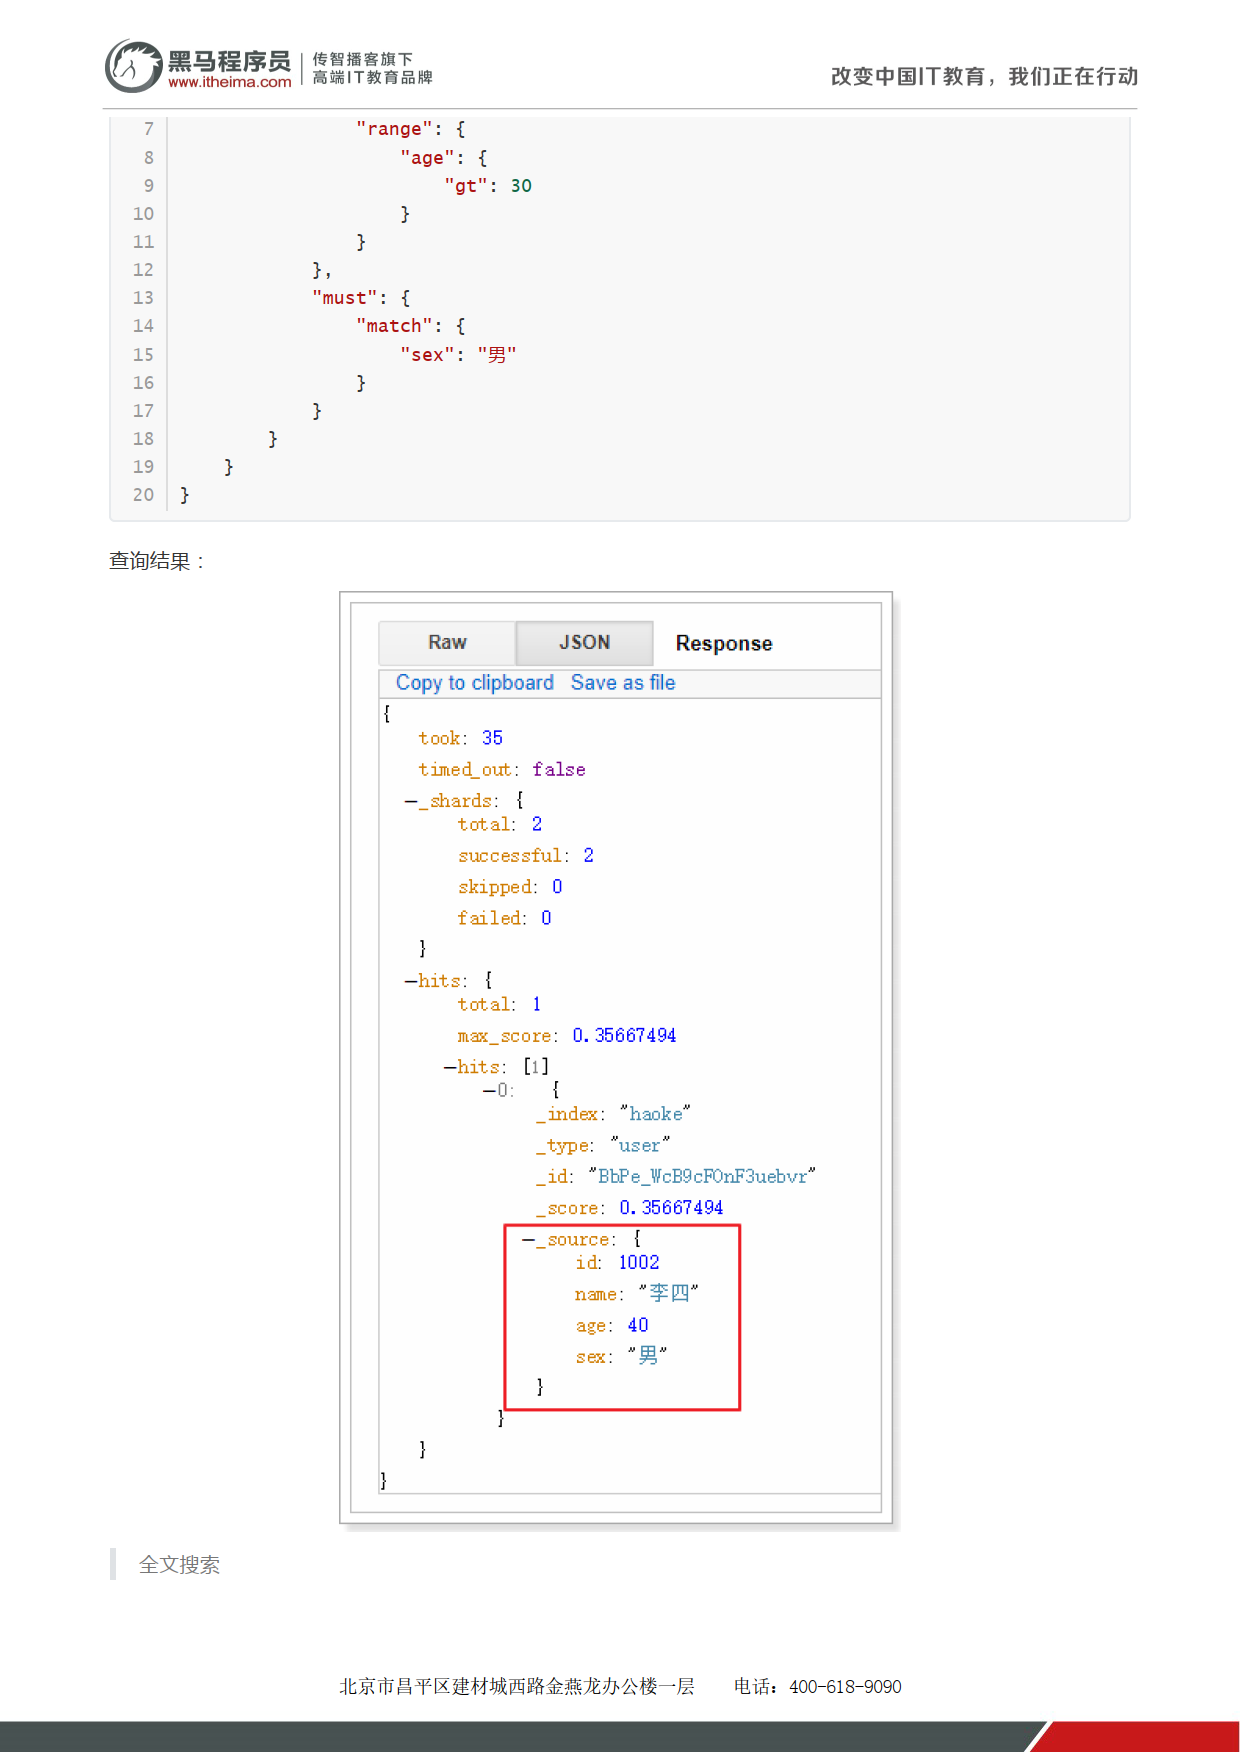 黑马程序员
www.itheima.com
传智播客旗下
高端IT教育品牌
改变中国IT教育，我们正在行动
7 "range": {
8 "age": {
9 "gt": 30
10 }
11 }
12 },
13 "must": {
14 "match": {
15 "sex": "男"
16 }
17 }
18 }
19 }
20 }
查询结果：
Raw JSON Response
Copy to clipboard Save as file
{
took: 35
timed_out: false
–_shards: {
total: 2
successful: 2
skipped: 0
failed: 0
}
–hits: {
total: 1
max_score: 0.35667494
–hits: [1]
–0: {
_index: "haoke"
_type: "user"
_id: "BbPe_WcB9cFOnF3uebvr"
_score: 0.35667494
–_source: {
id: 1002
name: "李四"
age: 40
sex: "男"
}
}
}
}
全文搜索
北京市昌平区建材城西路金燕龙办公楼一层 电话：400-618-9090